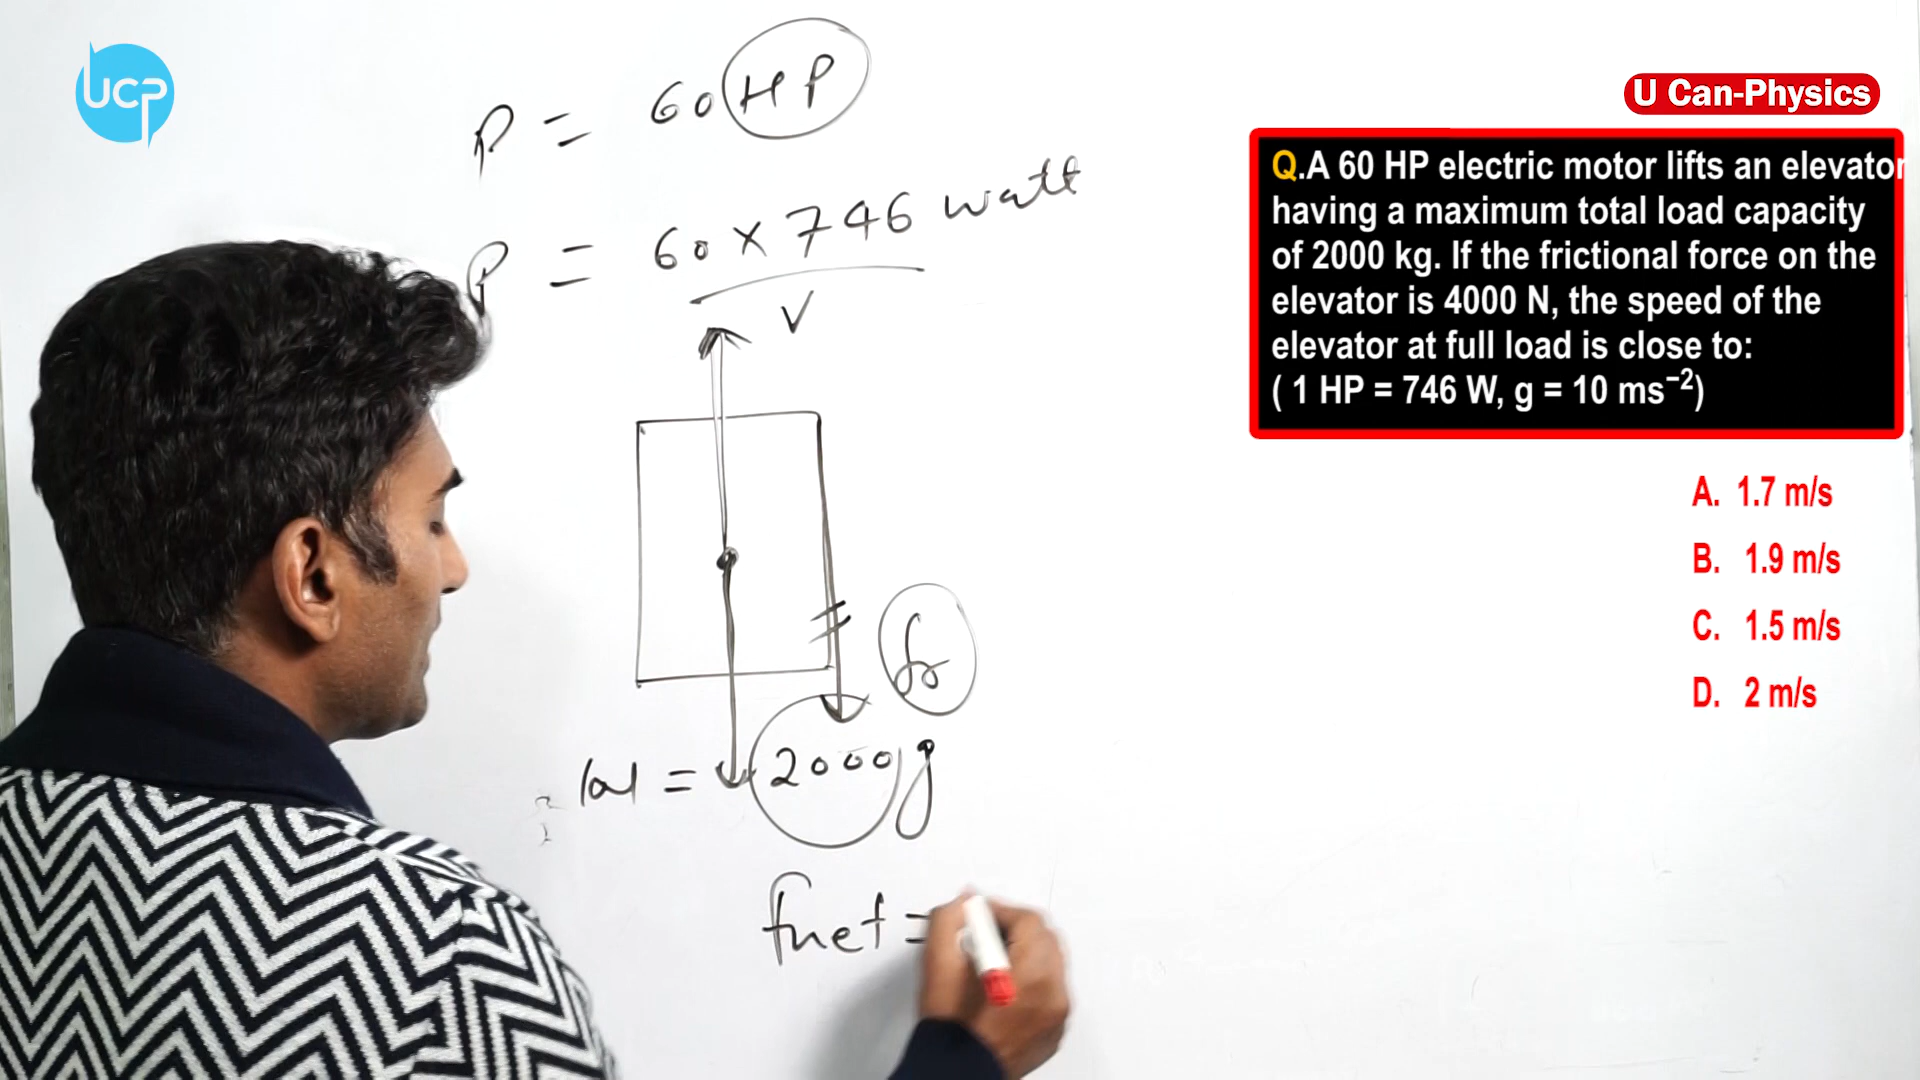 UCP
P = 60 HP
P = 60 × 746 watt
V
fr
W = 2000g
fnet =
U Can-Physics
Q.A 60 HP electric motor lifts an elevator
having a maximum total load capacity
of 2000 kg. If the frictional force on the
elevator is 4000 N, the speed of the
elevator at full load is close to:
( 1 HP = 746 W, g = 10 ms⁻²)
A. 1.7 m/s
B. 1.9 m/s
C. 1.5 m/s
D. 2 m/s